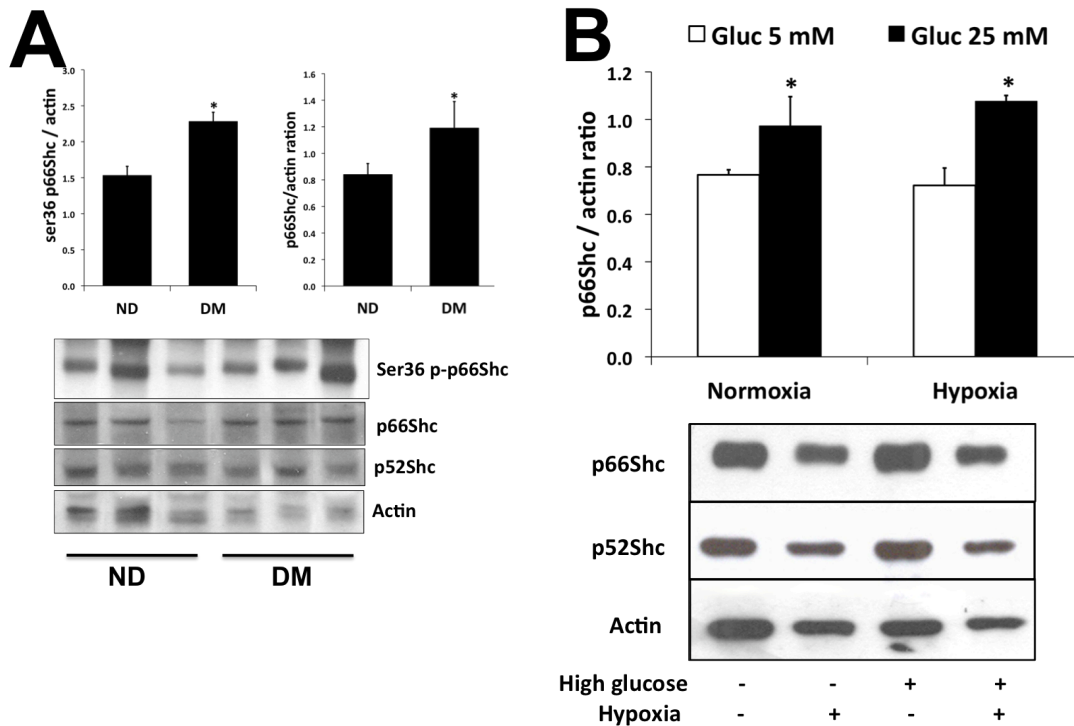 A
ser36 p66Shc / actin
3.0
2.5
2.0
1.5
1.0
0.5
0.0
*
ND DM
p66Shc/actin ration
1.6
1.4
1.2
1.0
0.8
0.6
0.4
0.2
0.0
*
ND DM
Ser36 p-p66Shc
p66Shc
p52Shc
Actin
ND DM
B
Gluc 5 mM Gluc 25 mM
p66Shc / actin ratio
1.2
1.0
0.8
0.6
0.4
0.2
0.0
* *
Normoxia Hypoxia
p66Shc
p52Shc
Actin
High glucose - - + +
Hypoxia - + - +